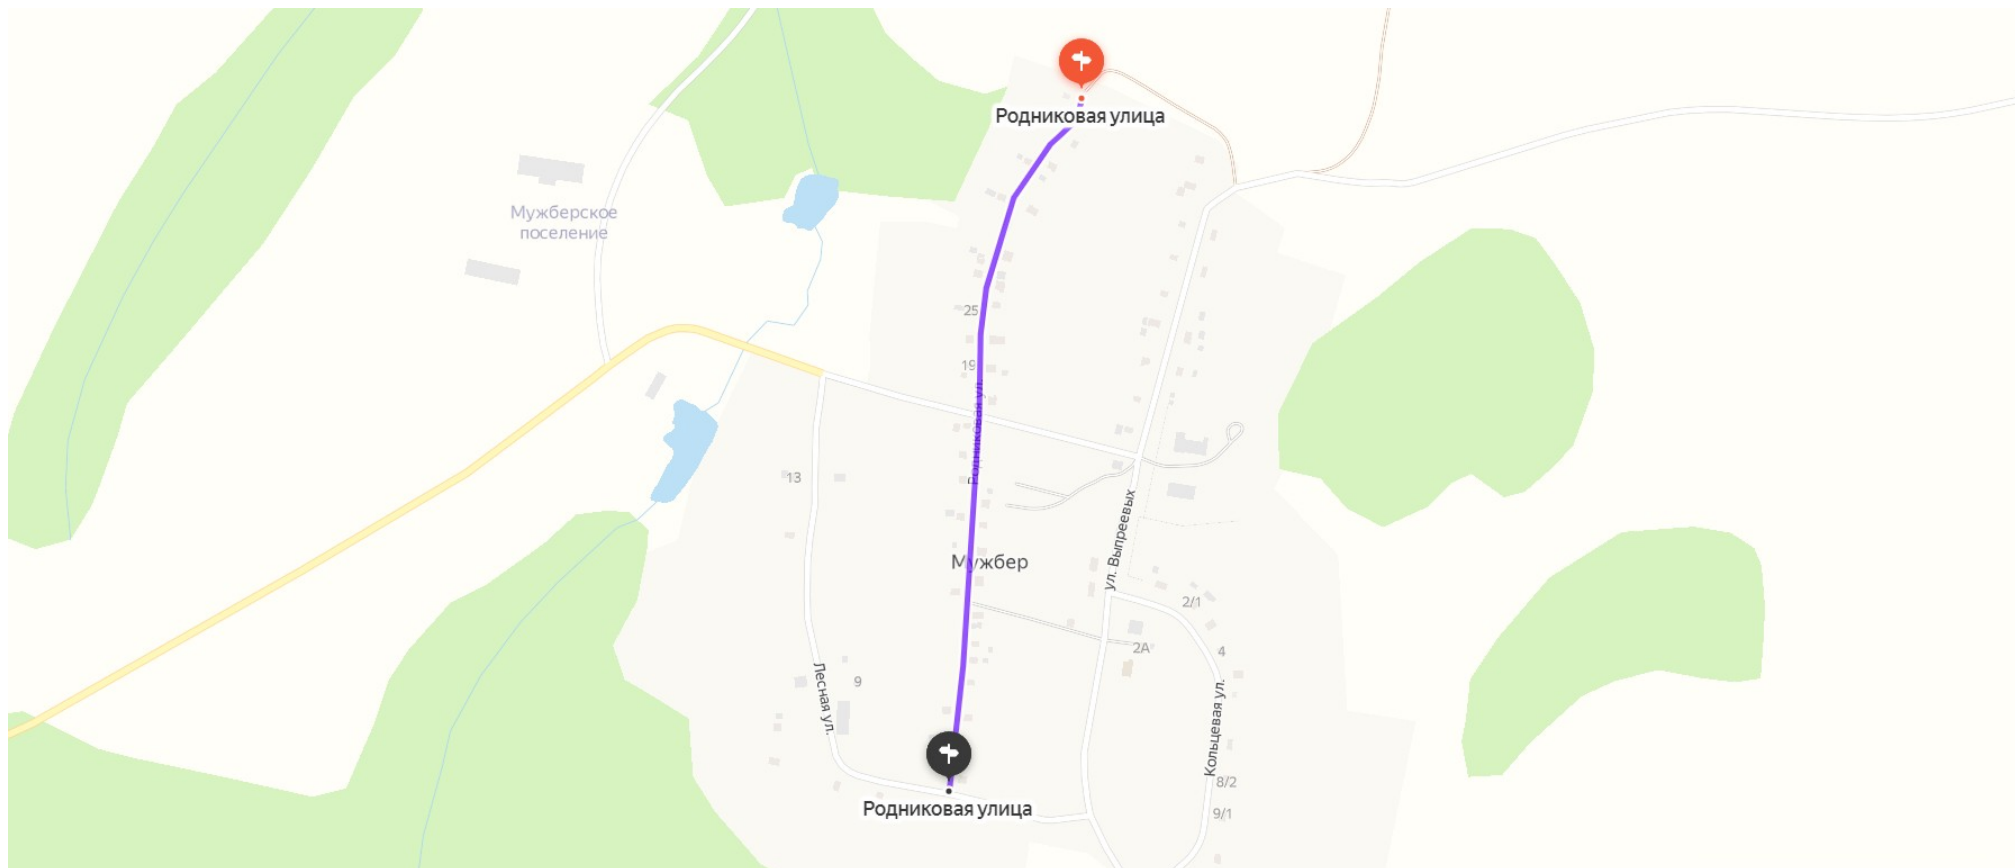 Родниковая улица
Мужберское
поселение
25
19
Родниковая ул.
13
Мужбер
ул. Выпреевых
2/1
2А
4
Лесная ул.
9
Кольцевая ул.
8/2
Родниковая улица
9/1